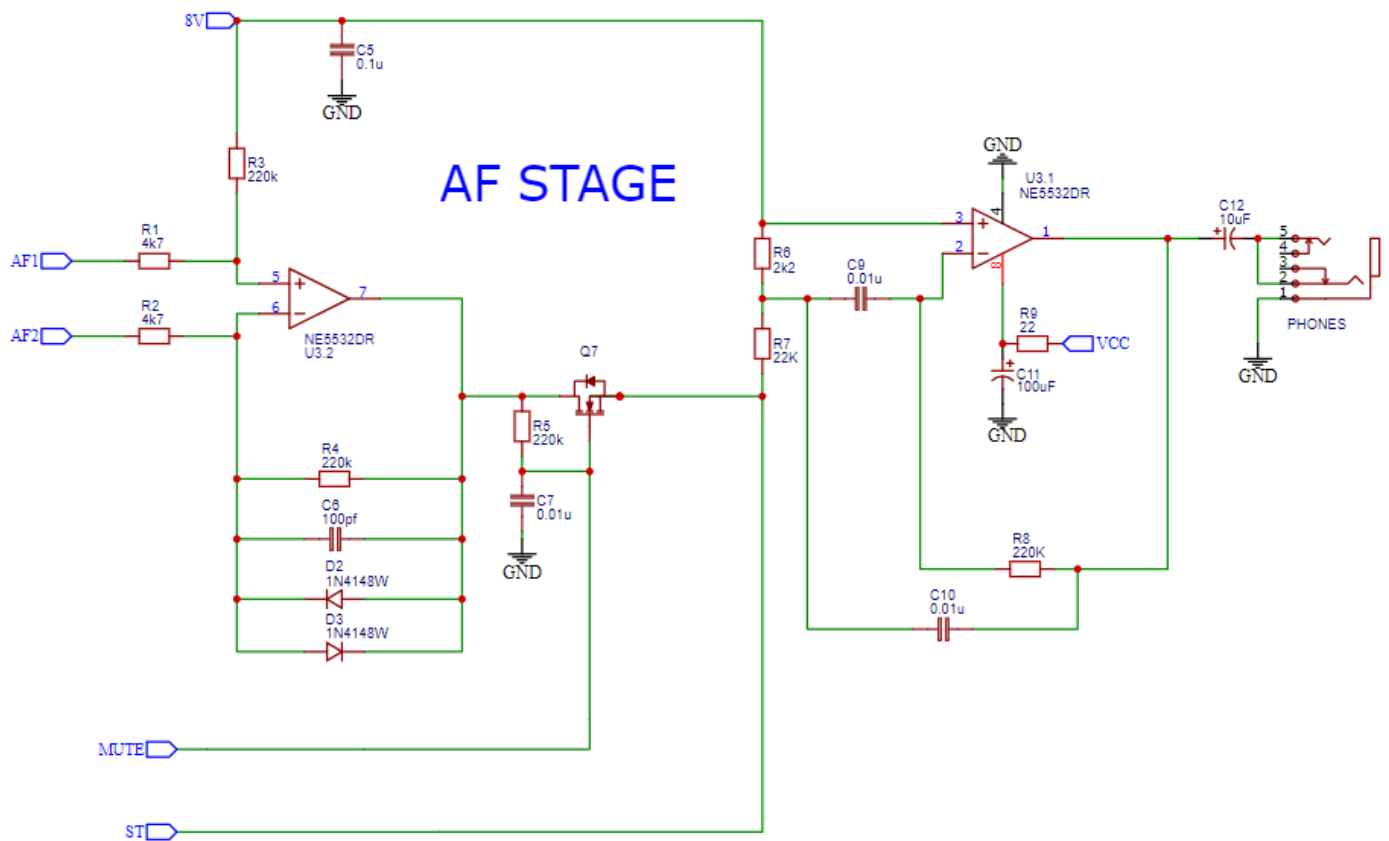 8V
C5
0.1u
GND
R3
220k
AF STAGE
GND
4
U3.1
NE5532DR
C12
10uF
R1
4k7
AF1
3
2
1
8
R6
2k2
C9
0.01u
5
4
3
2
1
PHONES
5
6
7
R2
4k7
AF2
NE5532DR
U3.2
R7
22K
R9
22
VCC
C11
100uF
GND
GND
Q7
R5
220k
R4
220k
C7
0.01u
GND
C6
100pf
D2
1N4148W
D3
1N4148W
R8
220K
C10
0.01u
MUTE
ST